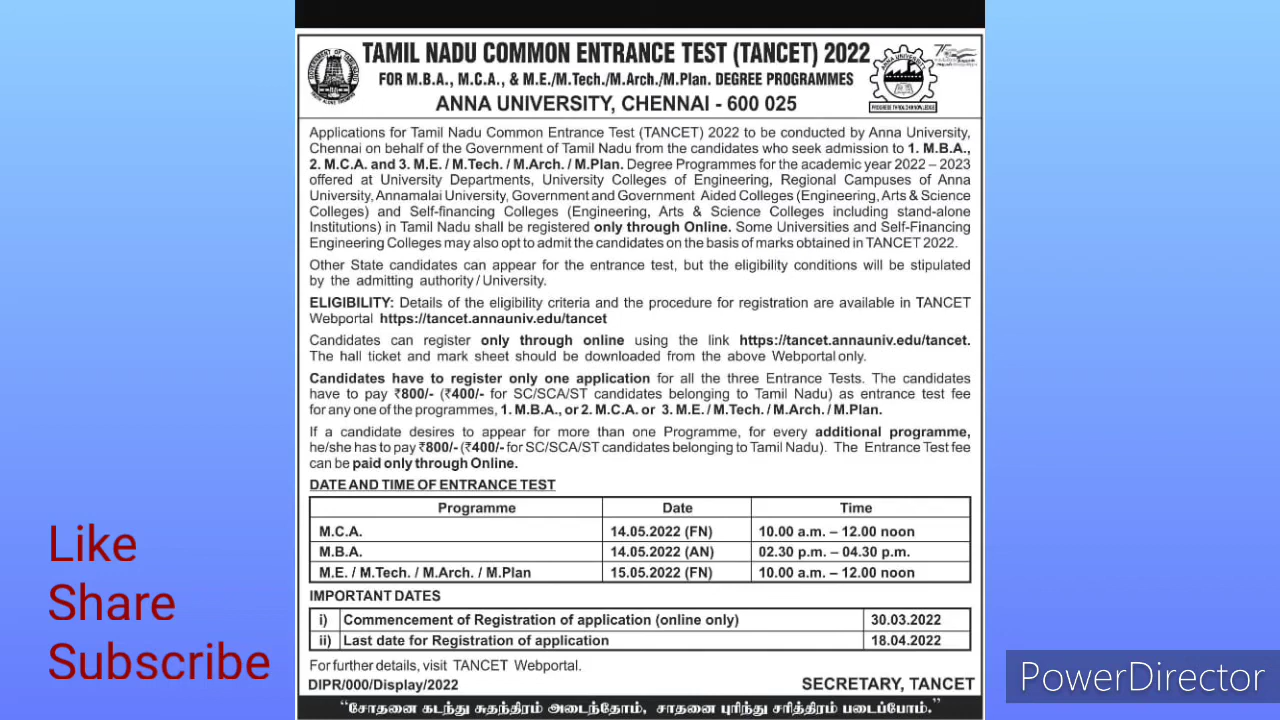 TAMIL NADU COMMON ENTRANCE TEST (TANCET) 2022
FOR M.B.A., M.C.A., & M.E./M.Tech./M.Arch./M.Plan. DEGREE PROGRAMMES
ANNA UNIVERSITY, CHENNAI - 600 025
ANNA UNIVERSITY
PROGRESS THROUGH KNOWLEDGE
Applications for Tamil Nadu Common Entrance Test (TANCET) 2022 to be conducted by Anna University,
Chennai on behalf of the Government of Tamil Nadu from the candidates who seek admission to 1. M.B.A.,
2. M.C.A. and 3. M.E. / M.Tech. / M.Arch. / M.Plan. Degree Programmes for the academic year 2022 – 2023
offered at University Departments, University Colleges of Engineering, Regional Campuses of Anna
University, Annamalai University, Government and Government Aided Colleges (Engineering, Arts & Science
Colleges) and Self-financing Colleges (Engineering, Arts & Science Colleges including stand-alone
Institutions) in Tamil Nadu shall be registered only through Online. Some Universities and Self-Financing
Engineering Colleges may also opt to admit the candidates on the basis of marks obtained in TANCET 2022.
Other State candidates can appear for the entrance test, but the eligibility conditions will be stipulated
by the admitting authority / University.
ELIGIBILITY: Details of the eligibility criteria and the procedure for registration are available in TANCET
Webportal https://tancet.annauniv.edu/tancet
Candidates can register only through online using the link https://tancet.annauniv.edu/tancet.
The hall ticket and mark sheet should be downloaded from the above Webportal only.
Candidates have to register only one application for all the three Entrance Tests. The candidates
have to pay ₹800/- (₹400/- for SC/SCA/ST candidates belonging to Tamil Nadu) as entrance test fee
for any one of the programmes, 1. M.B.A., or 2. M.C.A. or 3. M.E. / M.Tech. / M.Arch. / M.Plan.
If a candidate desires to appear for more than one Programme, for every additional programme,
he/she has to pay ₹800/- (₹400/- for SC/SCA/ST candidates belonging to Tamil Nadu). The Entrance Test fee
can be paid only through Online.
DATE AND TIME OF ENTRANCE TEST
Programme Date Time
M.C.A. 14.05.2022 (FN) 10.00 a.m. – 12.00 noon
M.B.A. 14.05.2022 (AN) 02.30 p.m. – 04.30 p.m.
M.E. / M.Tech. / M.Arch. / M.Plan 15.05.2022 (FN) 10.00 a.m. – 12.00 noon
IMPORTANT DATES
i) Commencement of Registration of application (online only) 30.03.2022
ii) Last date for Registration of application 18.04.2022
For further details, visit TANCET Webportal.
DIPR/000/Display/2022 SECRETARY, TANCET
“சோதனை கடந்து சுதந்திரம் அடைந்தோம், சாதனை புரிந்து சரித்திரம் படைப்போம்.”
Like
Share
Subscribe
PowerDirector